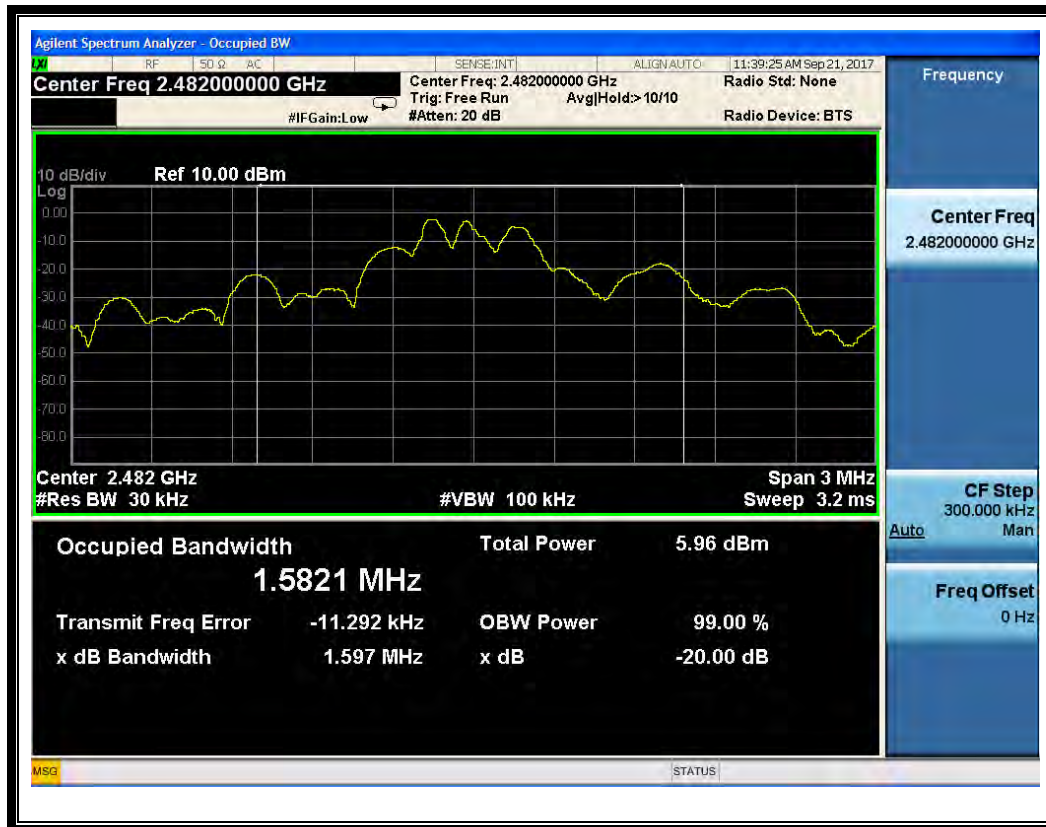 Agilent Spectrum Analyzer - Occupied BW
LXI RF 50 Ω AC SENSE:INT ALIGN AUTO 11:39:25 AM Sep 21, 2017
Center Freq 2.482000000 GHz Center Freq: 2.482000000 GHz Radio Std: None
Trig: Free Run Avg|Hold:>10/10
#IFGain:Low #Atten: 20 dB Radio Device: BTS
10 dB/div Ref 10.00 dBm
Log
0.00
-10.0
-20.0
-30.0
-40.0
-50.0
-60.0
-70.0
-80.0
Center 2.482 GHz Span 3 MHz
#Res BW 30 kHz #VBW 100 kHz Sweep 3.2 ms
Occupied Bandwidth Total Power 5.96 dBm
1.5821 MHz
Transmit Freq Error -11.292 kHz OBW Power 99.00 %
x dB Bandwidth 1.597 MHz x dB -20.00 dB
MSG STATUS
Frequency
Center Freq
2.482000000 GHz
CF Step
300.000 kHz
Auto Man
Freq Offset
0 Hz